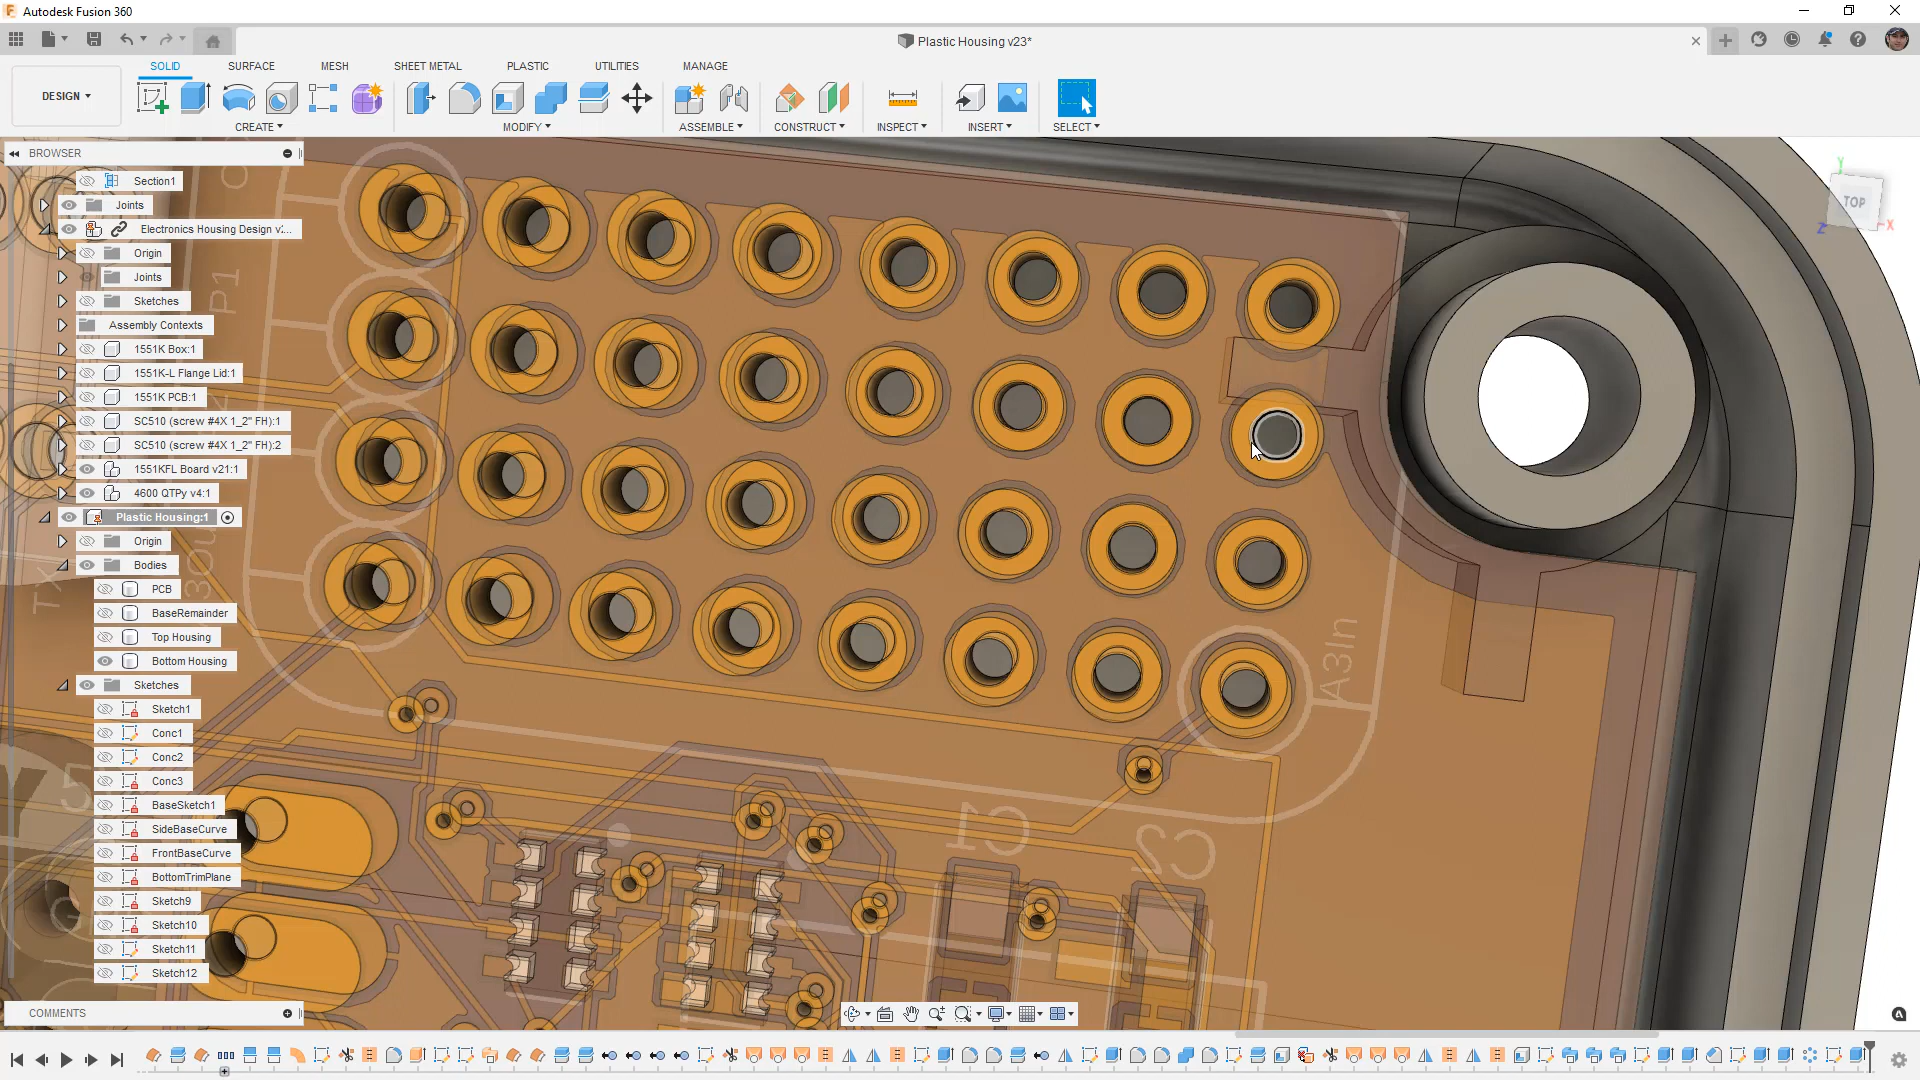 Autodesk Fusion 360
Plastic Housing v23*
SOLID SURFACE MESH SHEET METAL PLASTIC UTILITIES MANAGE
DESIGN
CREATE MODIFY ASSEMBLE CONSTRUCT INSPECT INSERT SELECT
BROWSER
Section1
Joints
Electronics Housing Design v2...
Origin
Joints
Sketches
Assembly Contexts
1551K Box:1
1551K-L Flange Lid:1
1551K PCB:1
SC510 (screw #4X 1_2" FH):1
SC510 (screw #4X 1_2" FH):2
1551KFL Board v21:1
4600 QTPy v4:1
Plastic Housing:1
Origin
Bodies
PCB
BaseRemainder
Top Housing
Bottom Housing
Sketches
Sketch1
Conc1
Conc2
Conc3
BaseSketch1
SideBaseCurve
FrontBaseCurve
BottomTrimPlane
Sketch9
Sketch10
Sketch11
Sketch12
COMMENTS
TOP
X
Y
Z
P1
TX
A3In
C1
C2